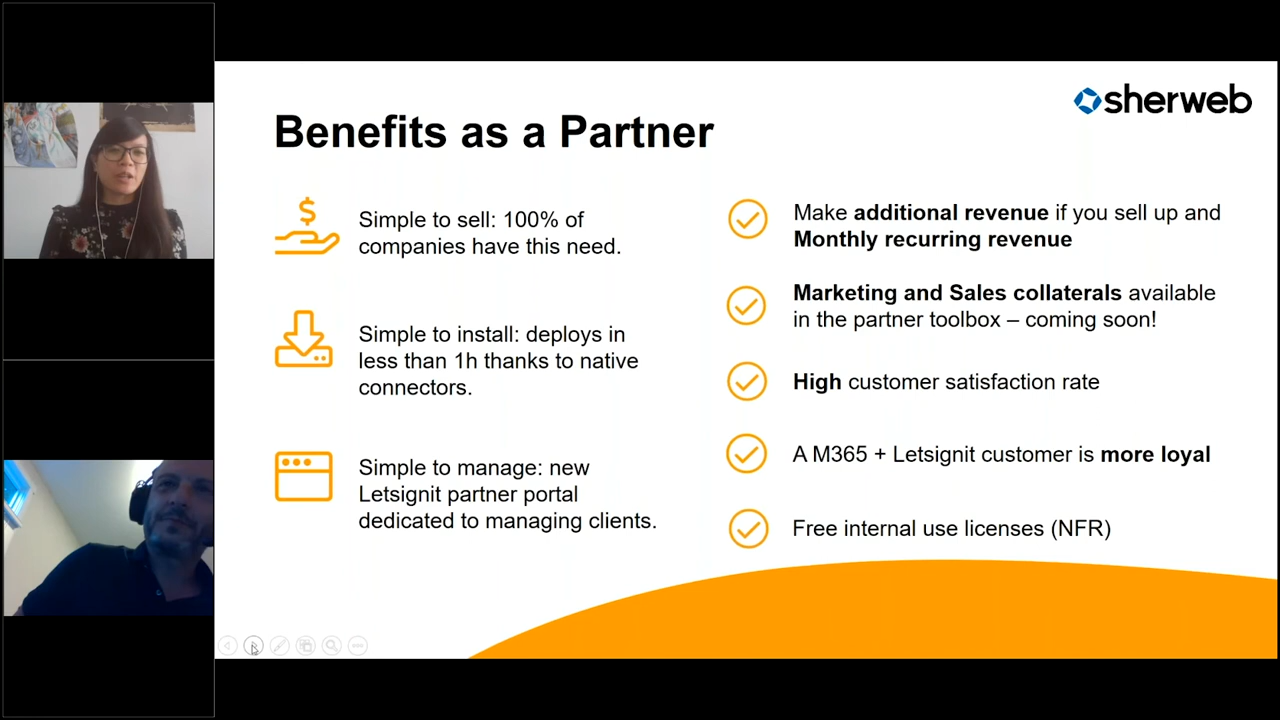 sherweb
Benefits as a Partner
$
Simple to sell: 100% of
companies have this need.
Simple to install: deploys in
less than 1h thanks to native
connectors.
Simple to manage: new
Letsignit partner portal
dedicated to managing clients.
Make additional revenue if you sell up and
Monthly recurring revenue
Marketing and Sales collaterals available
in the partner toolbox – coming soon!
High customer satisfaction rate
A M365 + Letsignit customer is more loyal
Free internal use licenses (NFR)